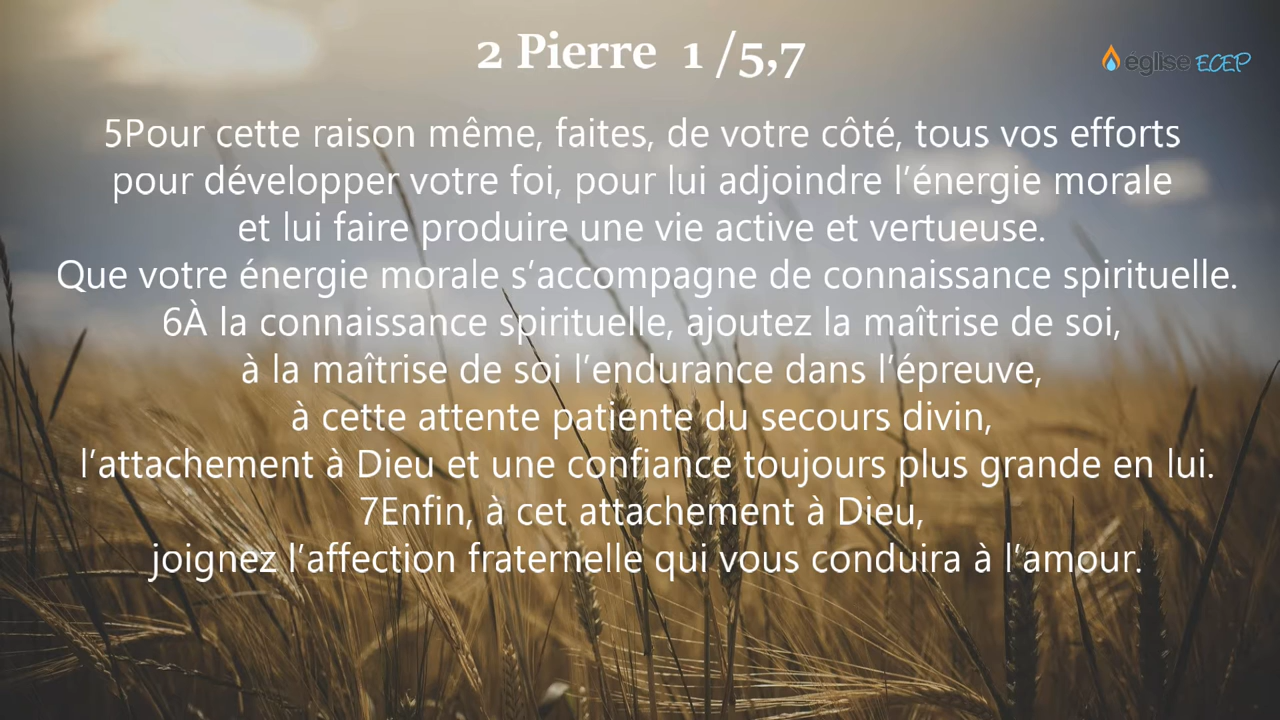 2 Pierre 1 /5,7
église ECEP
5Pour cette raison même, faites, de votre côté, tous vos efforts
pour développer votre foi, pour lui adjoindre l’énergie morale
et lui faire produire une vie active et vertueuse.
Que votre énergie morale s’accompagne de connaissance spirituelle.
6À la connaissance spirituelle, ajoutez la maîtrise de soi,
à la maîtrise de soi l’endurance dans l’épreuve,
à cette attente patiente du secours divin,
l’attachement à Dieu et une confiance toujours plus grande en lui.
7Enfin, à cet attachement à Dieu,
joignez l’affection fraternelle qui vous conduira à l’amour.